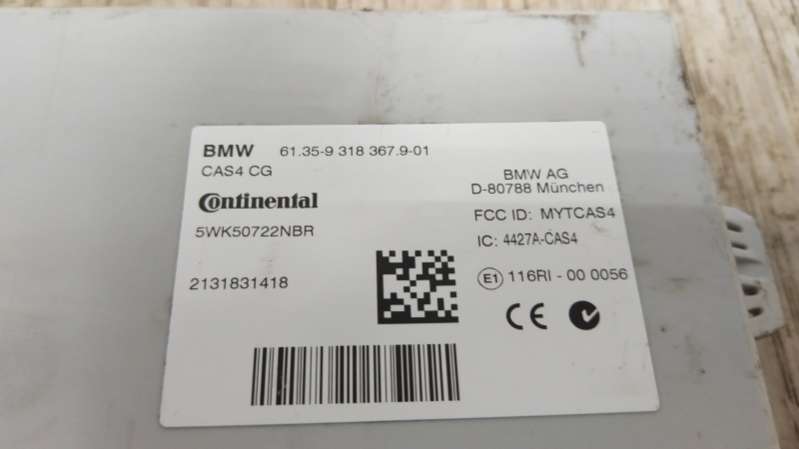 BMW 61.35-9 318 367.9-01
CAS4 CG
Continental
5WK50722NBR
2131831418
BMW AG
D-80788 München
FCC ID: MYTCAS4
IC: 4427A-CAS4
E1 116RI - 00 0056
CE